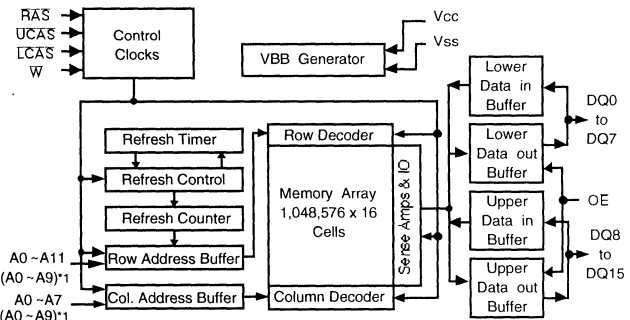 RAS
UCAS
LCAS
W
Control
Clocks
Vcc
Vss
VBB Generator
Lower
Data in
Buffer
Lower
Data out
Buffer
Upper
Data in
Buffer
Upper
Data out
Buffer
DQ0
to
DQ7
OE
DQ8
to
DQ15
Refresh Timer
Refresh Control
Refresh Counter
Row Address Buffer
Col. Address Buffer
Row Decoder
Memory Array
1,048,576 x 16
Cells
Column Decoder
Sense Amps & IO
A0 ~A11
(A0 ~A9)*1
A0 ~A7
(A0 ~A9)*1